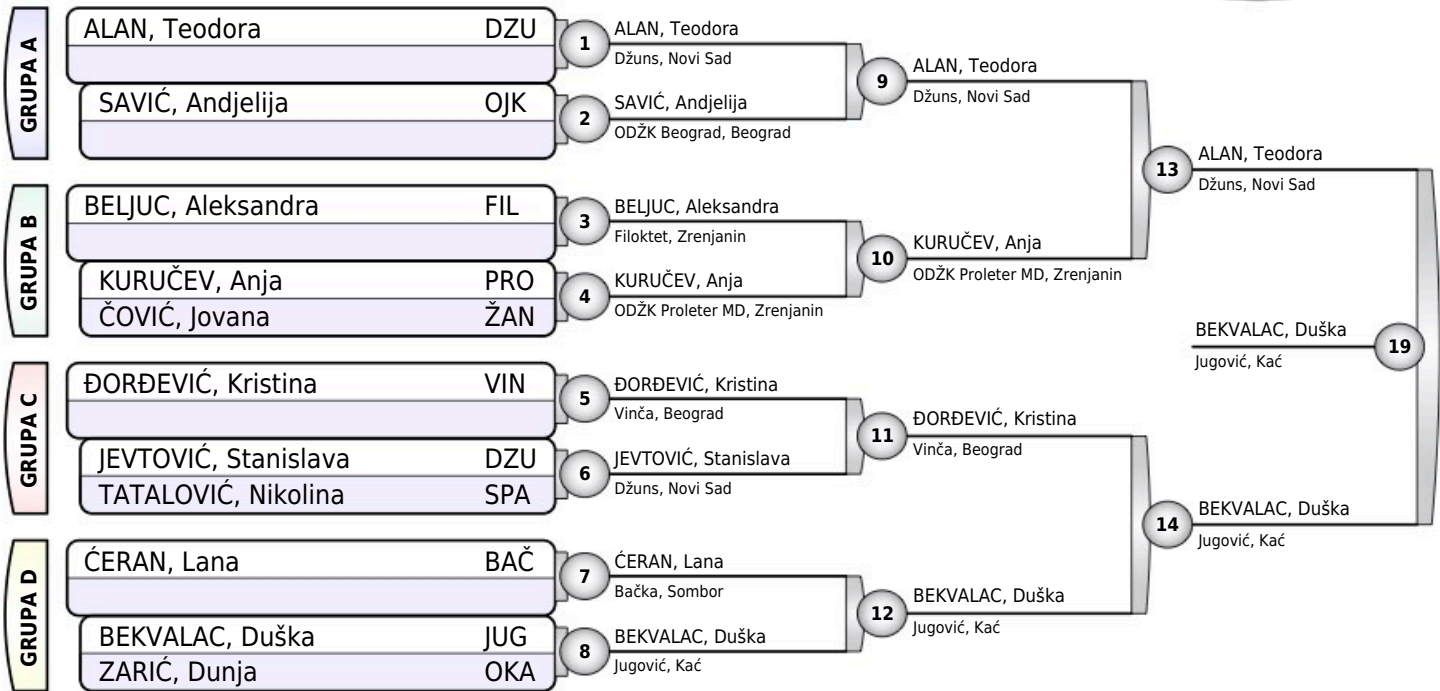 GRUPA A
ALAN, Teodora DZU
SAVIĆ, Andjelija OJK
1
ALAN, Teodora
Džuns, Novi Sad
2
SAVIĆ, Andjelija
ODŽK Beograd, Beograd
9
ALAN, Teodora
Džuns, Novi Sad
GRUPA B
BELJUC, Aleksandra FIL
KURUČEV, Anja PRO
ČOVIĆ, Jovana ŽAN
3
BELJUC, Aleksandra
Filoktet, Zrenjanin
4
KURUČEV, Anja
ODŽK Proleter MD, Zrenjanin
10
KURUČEV, Anja
ODŽK Proleter MD, Zrenjanin
13
ALAN, Teodora
Džuns, Novi Sad
GRUPA C
ĐORĐEVIĆ, Kristina VIN
JEVTOVIĆ, Stanislava DZU
TATALOVIĆ, Nikolina SPA
5
ĐORĐEVIĆ, Kristina
Vinča, Beograd
6
JEVTOVIĆ, Stanislava
Džuns, Novi Sad
11
ĐORĐEVIĆ, Kristina
Vinča, Beograd
GRUPA D
ĆERAN, Lana BAČ
BEKVALAC, Duška JUG
ZARIĆ, Dunja OKA
7
ĆERAN, Lana
Bačka, Sombor
8
BEKVALAC, Duška
Jugović, Kać
12
BEKVALAC, Duška
Jugović, Kać
14
BEKVALAC, Duška
Jugović, Kać
BEKVALAC, Duška
Jugović, Kać
19